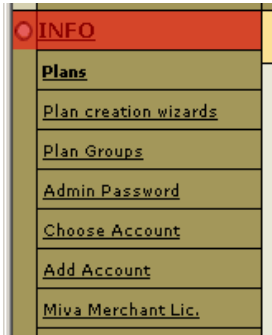 INFO
Plans
Plan creation wizards
Plan Groups
Admin Password
Choose Account
Add Account
Miva Merchant Lic.